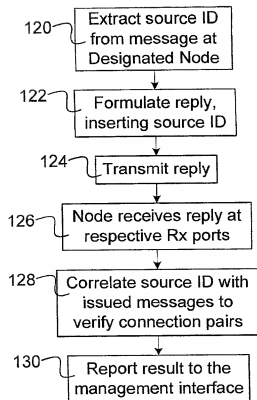 120
Extract source ID
from message at
Designated Node
122
Formulate reply,
inserting source ID
124
Transmit reply
126
Node receives reply at
respective Rx ports
128
Correlate source ID with
issued messages to
verify connection pairs
130
Report result to the
management interface